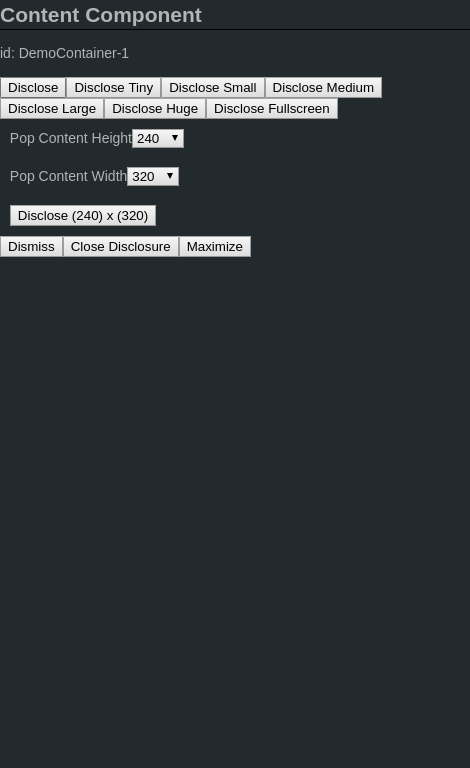 Content Component
id: DemoContainer-1
Disclose Disclose Tiny Disclose Small Disclose Medium
Disclose Large Disclose Huge Disclose Fullscreen
Pop Content Height 240
Pop Content Width 320
Disclose (240) x (320)
Dismiss Close Disclosure Maximize